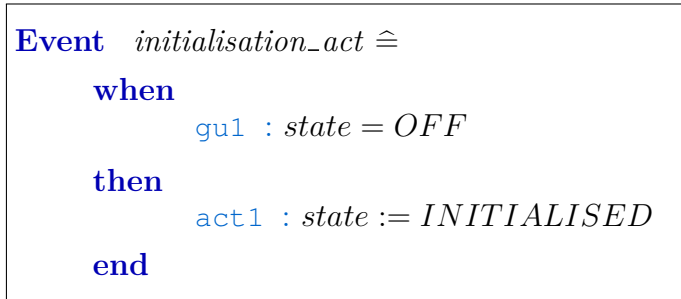 Event initialisation_act ≙
when
gu1 : state = OFF
then
act1 : state := INITIALISED
end